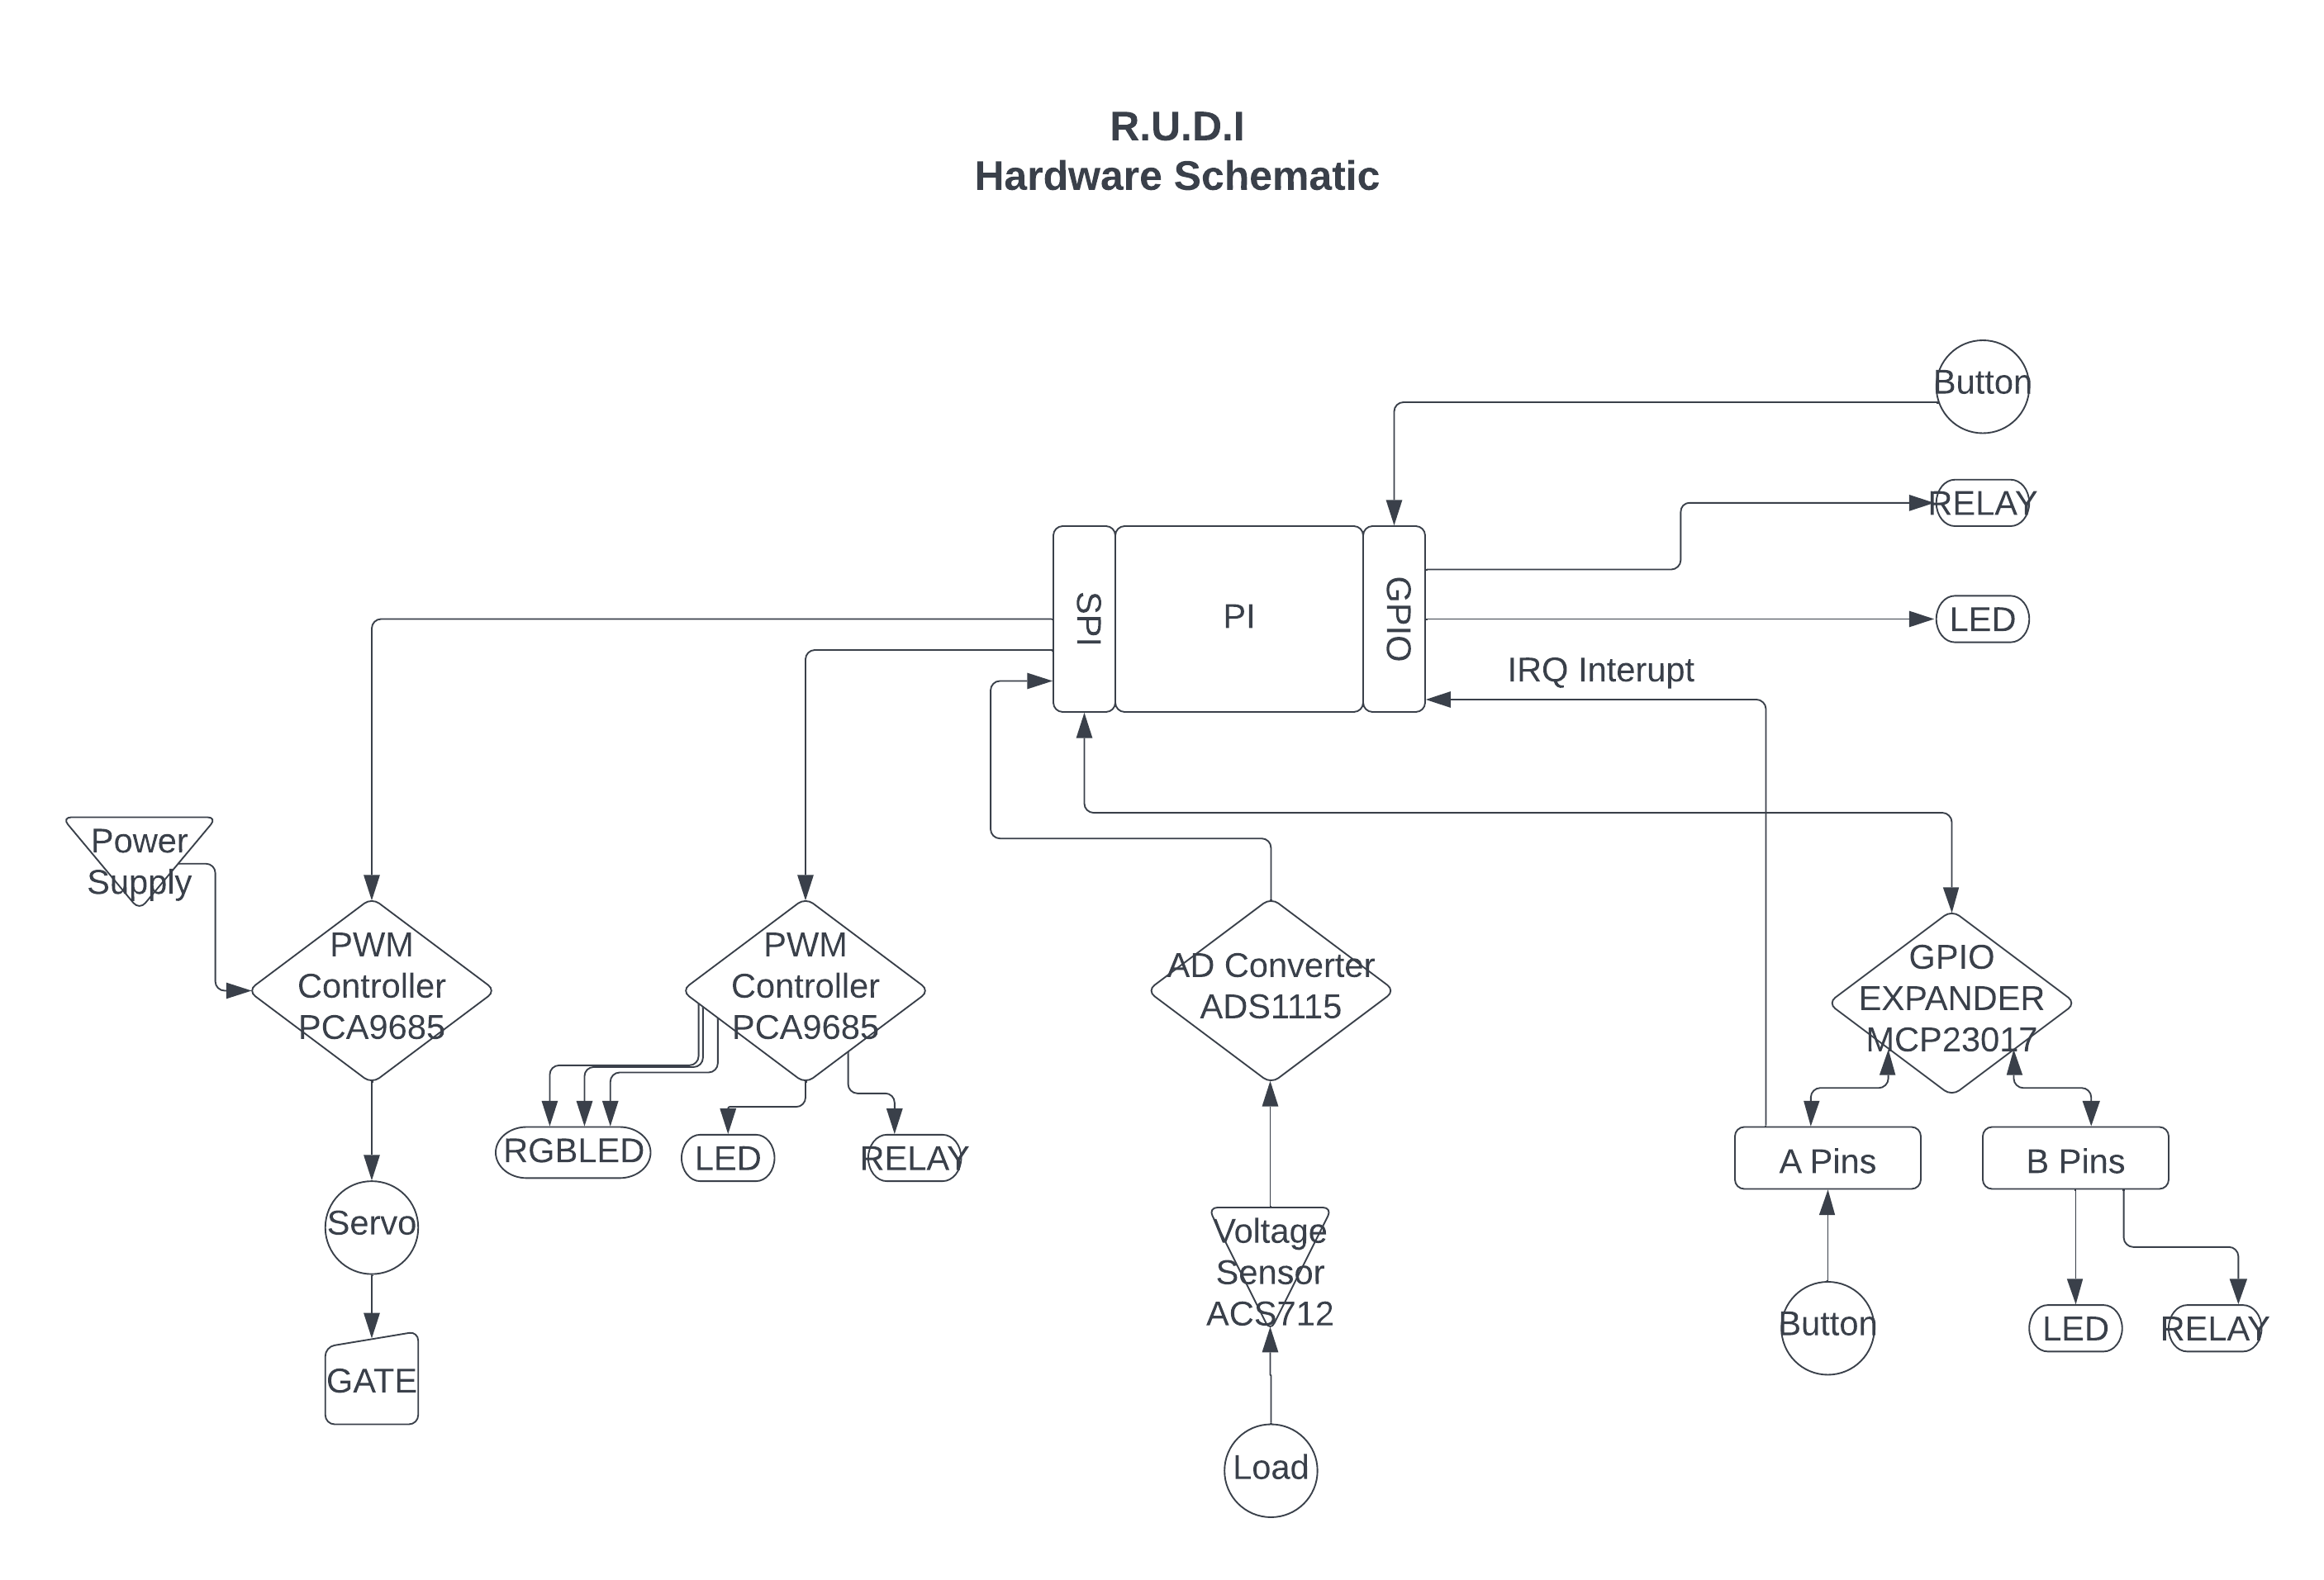 R.U.D.I
Hardware Schematic
Button
RELAY
SPI
PI
GPIO
LED
IRQ Interupt
Power
Supply
PWM
Controller
PCA9685
PWM
Controller
PCA9685
AD Converter
ADS1115
GPIO
EXPANDER
MCP23017
RGBLED
LED
RELAY
A Pins
B Pins
Servo
Voltage
Sensor
ACS712
Button
LED
RELAY
GATE
Load